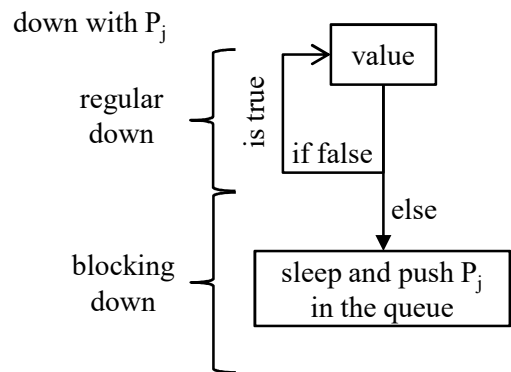 down with Pj
value
regular
down
is true
if false
else
blocking
down
sleep and push Pj
in the queue